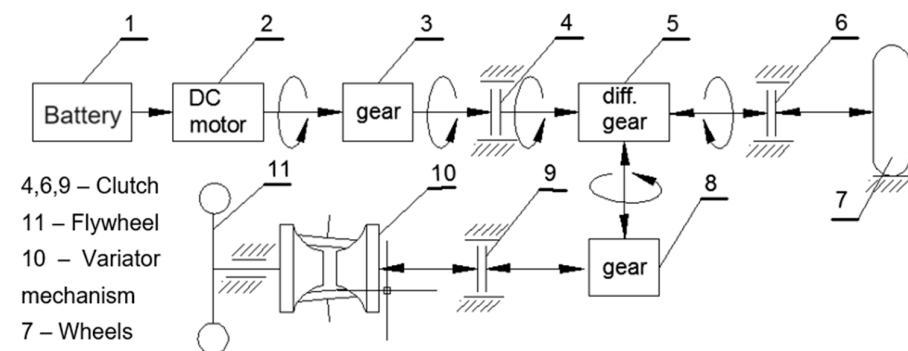 1 2 3 4 5 6
Battery DC motor gear diff. gear
4,6,9 – Clutch
11 – Flywheel
10 – Variator
mechanism
7 – Wheels
11 10 9 8 7
gear